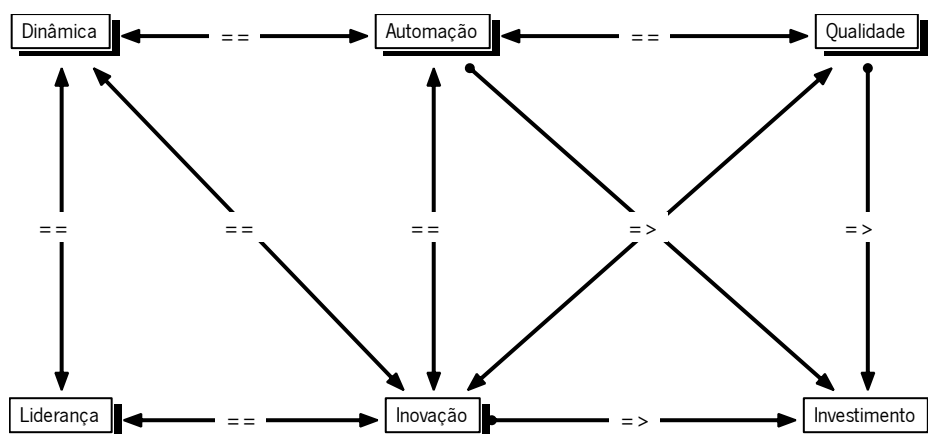 Dinâmica == Automação == Qualidade
== == == => =>
Liderança == Inovação => Investimento